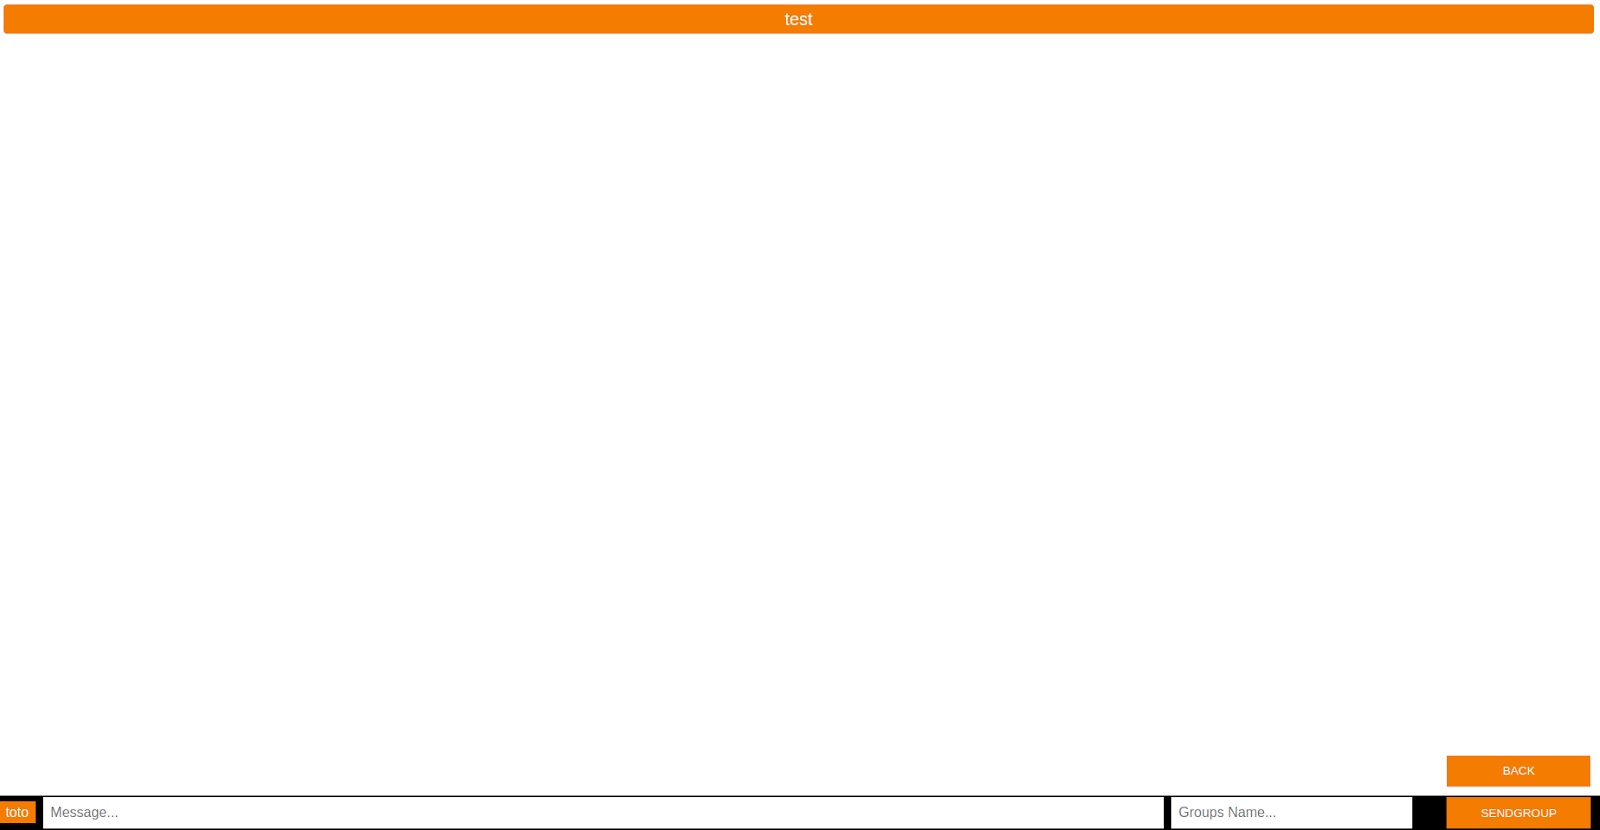 test
BACK
toto
Message...
Groups Name...
SENDGROUP